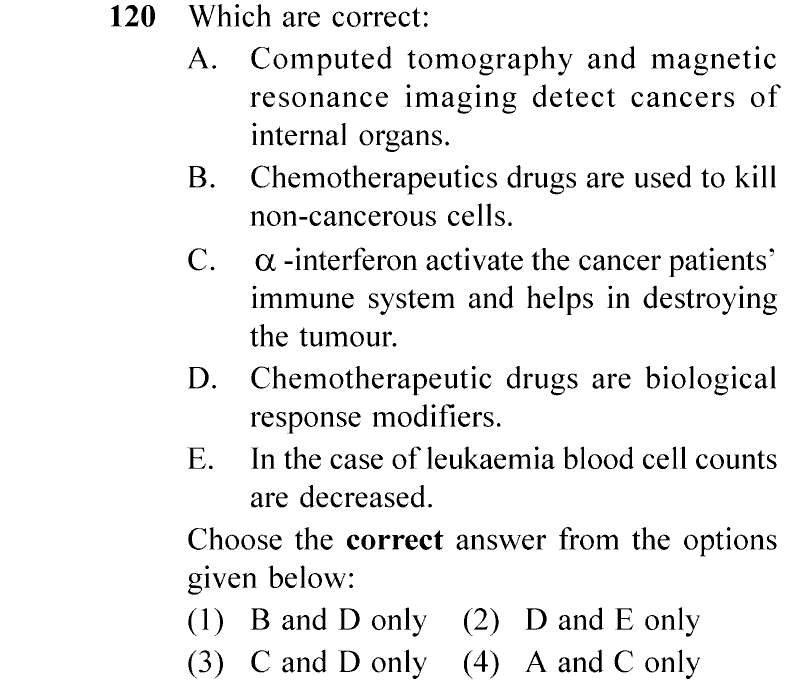 120 Which are correct:
A. Computed tomography and magnetic
resonance imaging detect cancers of
internal organs.
B. Chemotherapeutics drugs are used to kill
non-cancerous cells.
C. α -interferon activate the cancer patients’
immune system and helps in destroying
the tumour.
D. Chemotherapeutic drugs are biological
response modifiers.
E. In the case of leukaemia blood cell counts
are decreased.
Choose the correct answer from the options
given below:
(1) B and D only (2) D and E only
(3) C and D only (4) A and C only